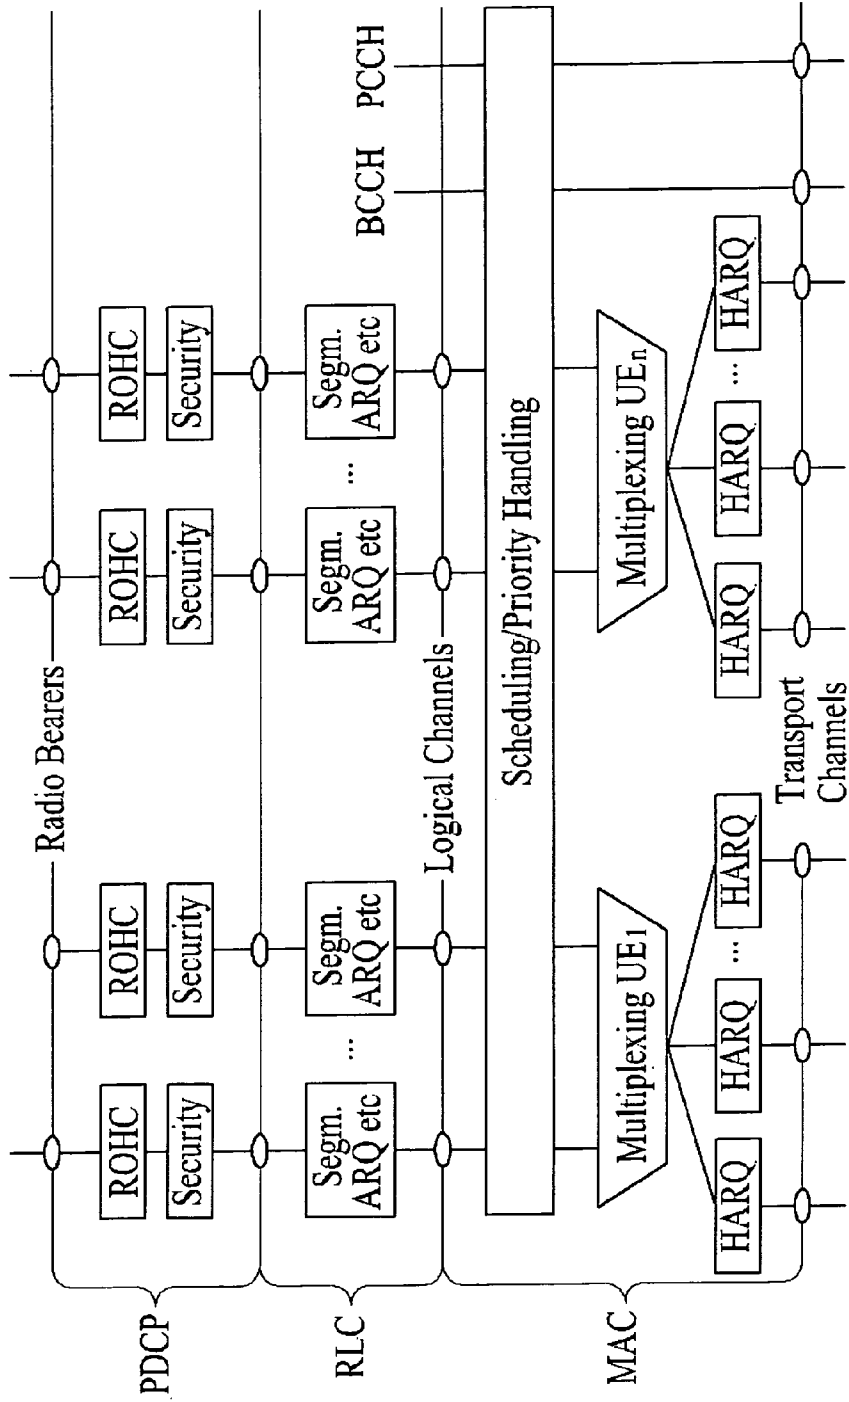 Radio Bearers
PDCP
ROHC
ROHC
ROHC
ROHC
Security
Security
Security
Security
RLC
Segm.
ARQ etc
...
Segm.
ARQ etc
Segm.
ARQ etc
...
Segm.
ARQ etc
BCCH
PCCH
Logical Channels
MAC
Scheduling/Priority Handling
Multiplexing UE1
Multiplexing UEn
HARQ
HARQ
...
HARQ
HARQ
HARQ
...
HARQ
Transport
Channels